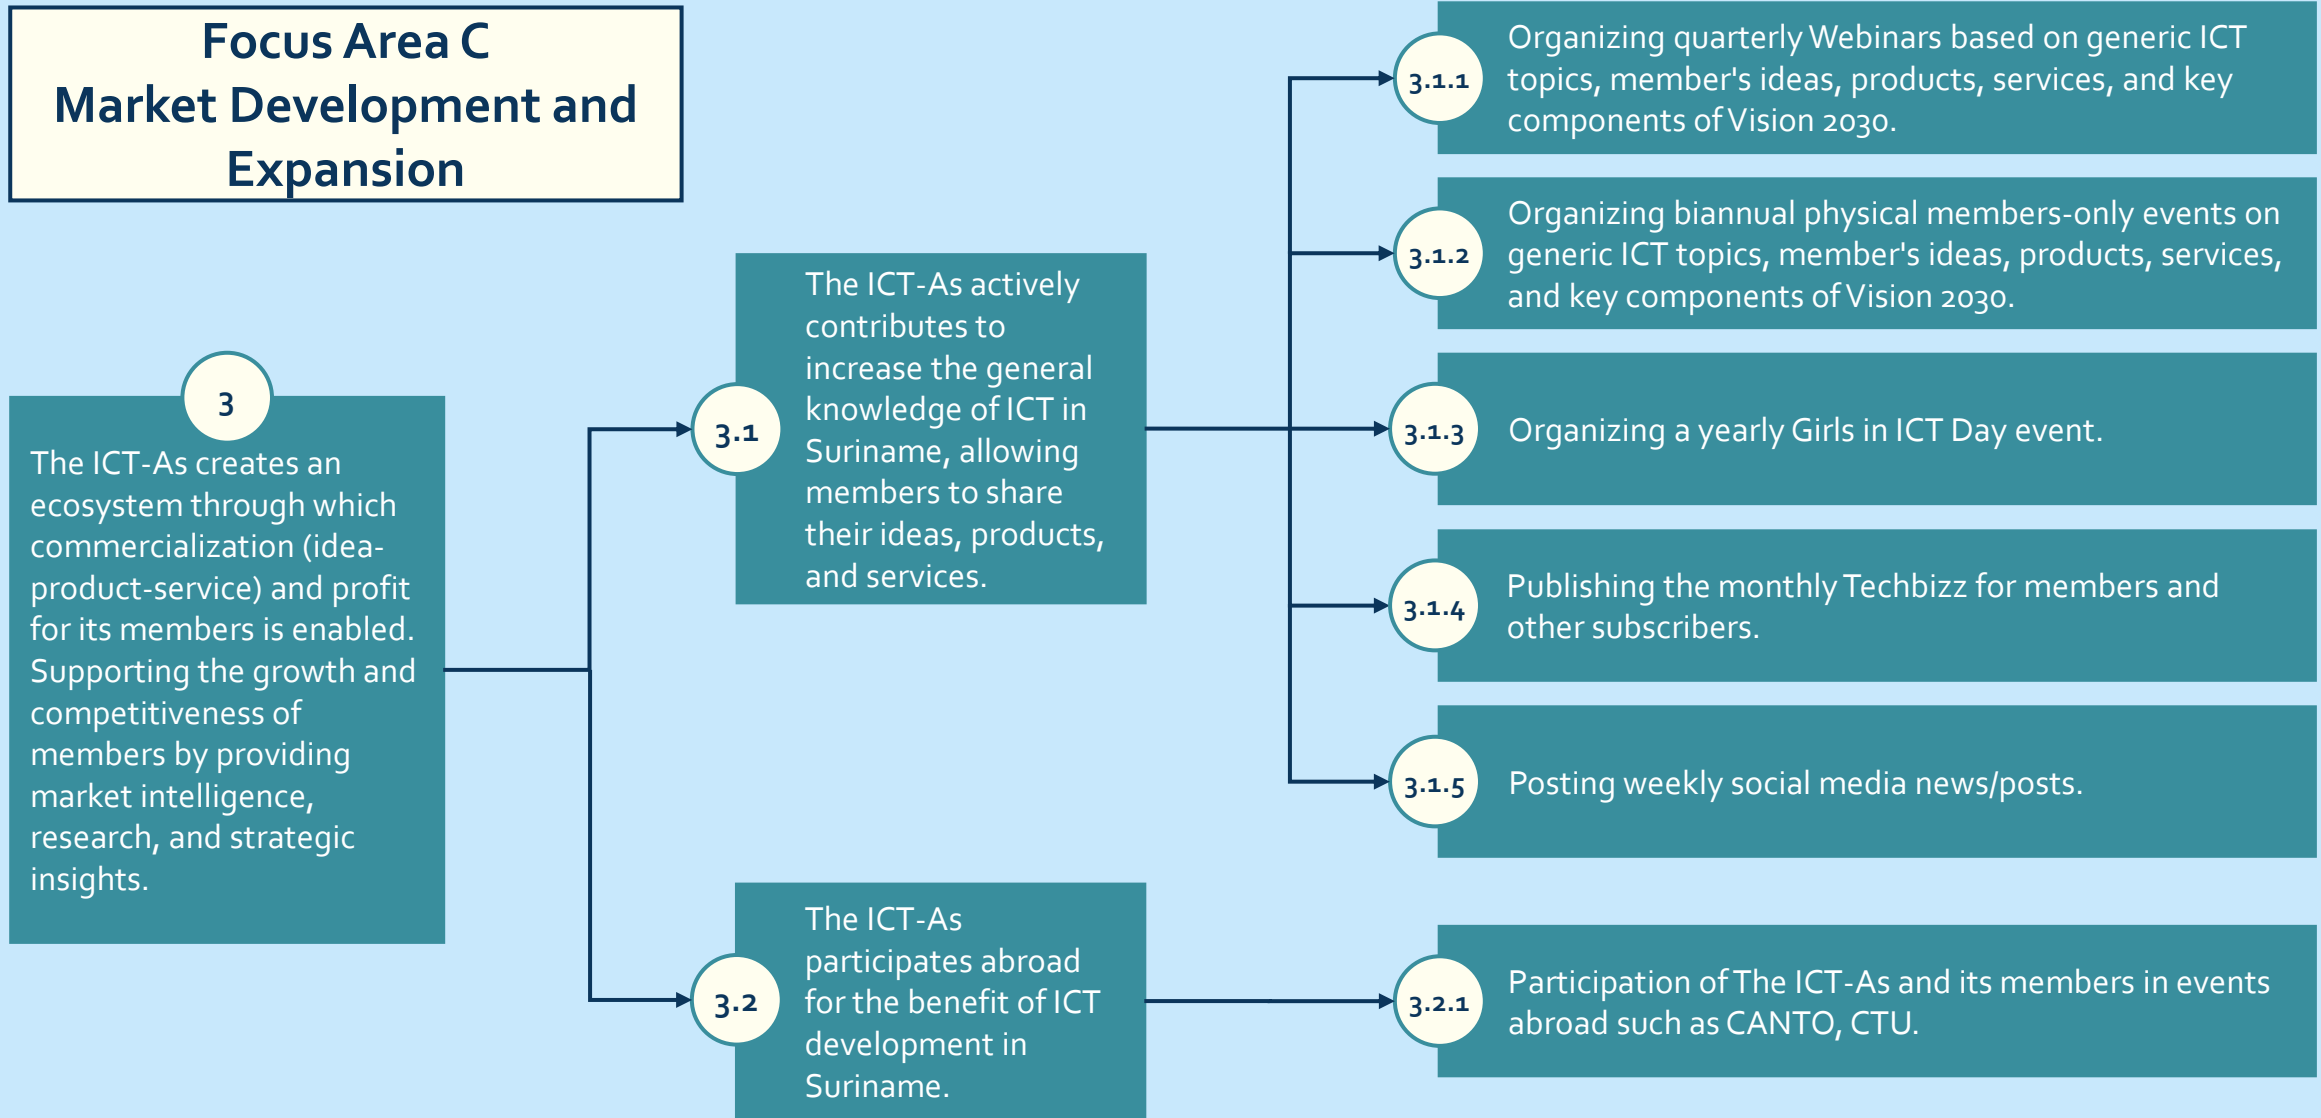 Focus Area C
Market Development and
Expansion
3
The ICT-As creates an
ecosystem through which
commercialization (idea-
product-service) and profit
for its members is enabled.
Supporting the growth and
competitiveness of
members by providing
market intelligence,
research, and strategic
insights.
3.1
The ICT-As actively
contributes to
increase the general
knowledge of ICT in
Suriname, allowing
members to share
their ideas, products,
and services.
3.1.1
Organizing quarterly Webinars based on generic ICT
topics, member's ideas, products, services, and key
components of Vision 2030.
3.1.2
Organizing biannual physical members-only events on
generic ICT topics, member's ideas, products, services,
and key components of Vision 2030.
3.1.3
Organizing a yearly Girls in ICT Day event.
3.1.4
Publishing the monthly Techbizz for members and
other subscribers.
3.1.5
Posting weekly social media news/posts.
3.2
The ICT-As
participates abroad
for the benefit of ICT
development in
Suriname.
3.2.1
Participation of The ICT-As and its members in events
abroad such as CANTO, CTU.